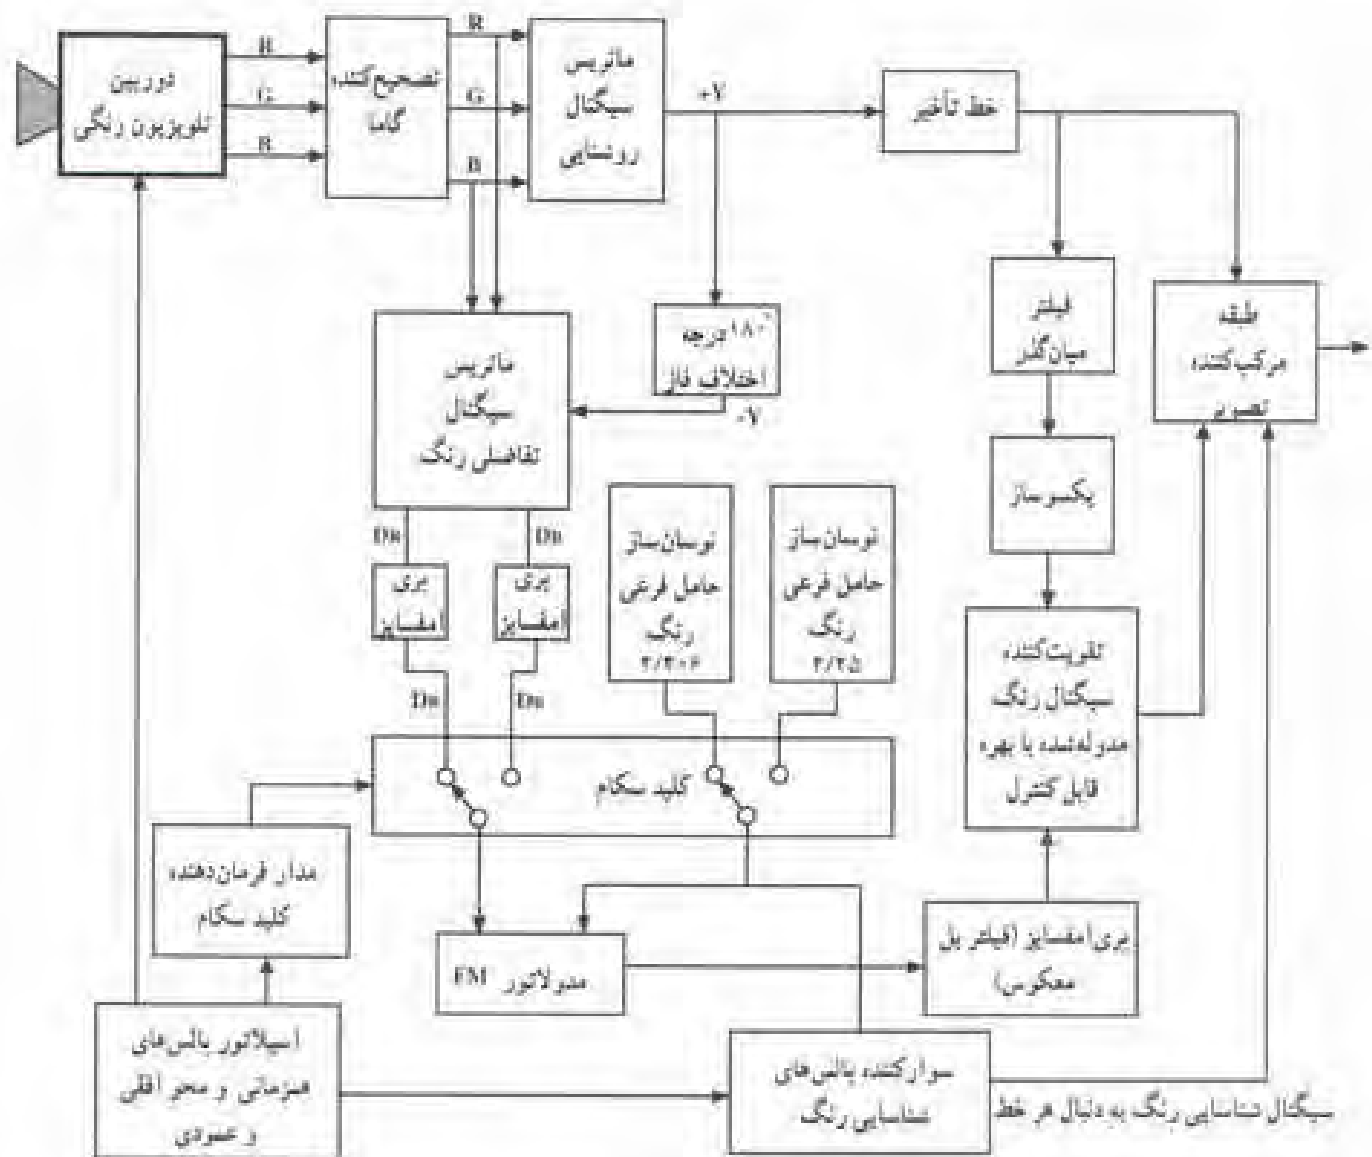 R
G
B
R
G
B
+Y
-Y
دوربین
تلویزیون رنگی
تصحیح‌کننده
گاما
ماتریس
سیگنال
روشنایی
خط تأخیر
فیلتر
میان‌گذر
طبقه
مرکب‌کننده
تصویر
۱۸۰° درجه
اختلاف فاز
ماتریس
سیگنال
تفاضلی رنگ
یکسوساز
DR
DB
پری
امفسایز
پری
امفسایز
نوسان‌ساز
حامل فرعی
رنگ
۴/۴۰۶
نوسان‌ساز
حامل فرعی
رنگ
۴/۲۵
تقویت‌کننده
سیگنال رنگ
مدوله‌شده با بهره
قابل کنترل
DR
DB
کلید سکام
مدار فرمان‌دهنده
کلید سکام
مدولاتور FM
پری‌امفسایز (فیلتر بل
معکوس)
اسیلاتور پالس‌های
همزمانی و محو افقی
و عمودی
سوارکننده پالس‌های
شناسایی رنگ
سیگنال شناسایی رنگ به دنبال هر خط